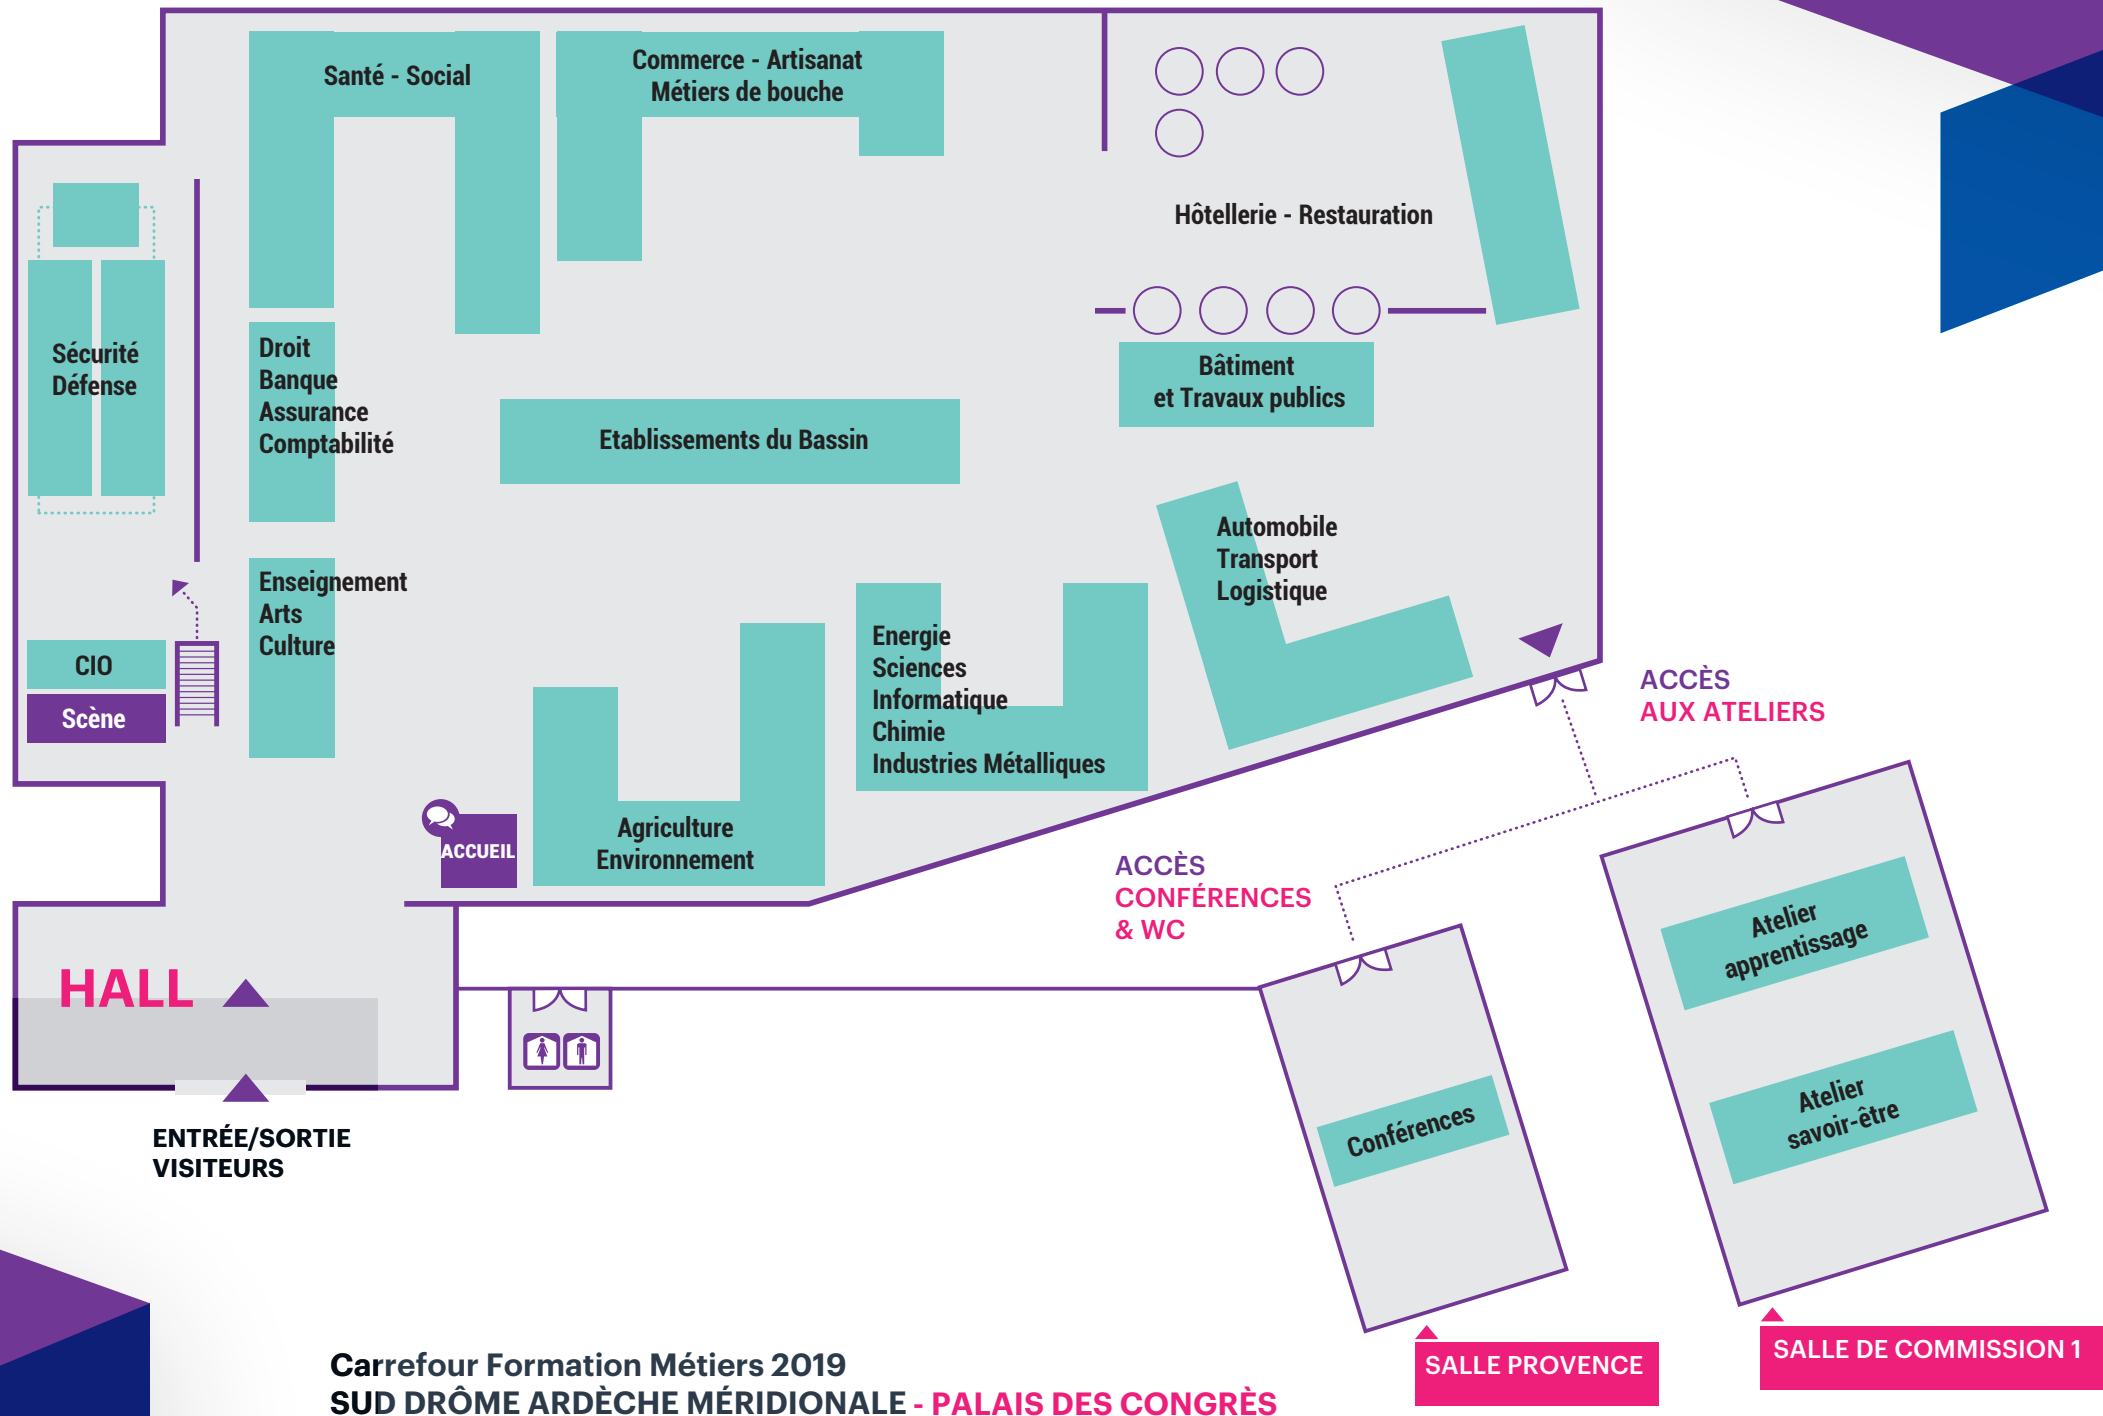 Santé - Social
Commerce - Artisanat
Métiers de bouche
Hôtellerie - Restauration
Sécurité
Défense
Droit
Banque
Assurance
Comptabilité
Bâtiment
et Travaux publics
Etablissements du Bassin
Automobile
Transport
Logistique
Enseignement
Arts
Culture
CIO
Scène
Energie
Sciences
Informatique
Chimie
Industries Métalliques
ACCÈS
AUX ATELIERS
ACCUEIL
Agriculture
Environnement
ACCÈS
CONFÉRENCES
& WC
Atelier
apprentissage
HALL
Atelier
savoir-être
Conférences
ENTRÉE/SORTIE
VISITEURS
SALLE PROVENCE
SALLE DE COMMISSION 1
Carrefour Formation Métiers 2019
SUD DRÔME ARDÈCHE MÉRIDIONALE - PALAIS DES CONGRÈS